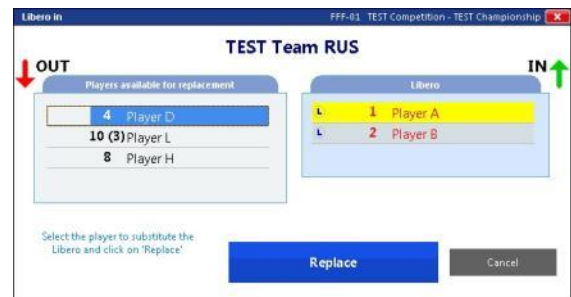 Libero in
FFF-01 TEST Competition - TEST Championship
TEST Team RUS
OUT
IN
Players available for replacement
4 Player D
10 (3) Player L
8 Player H
Libero
L 1 Player A
L 2 Player B
Select the player to substitute the
Libero and click on 'Replace'
Replace
Cancel